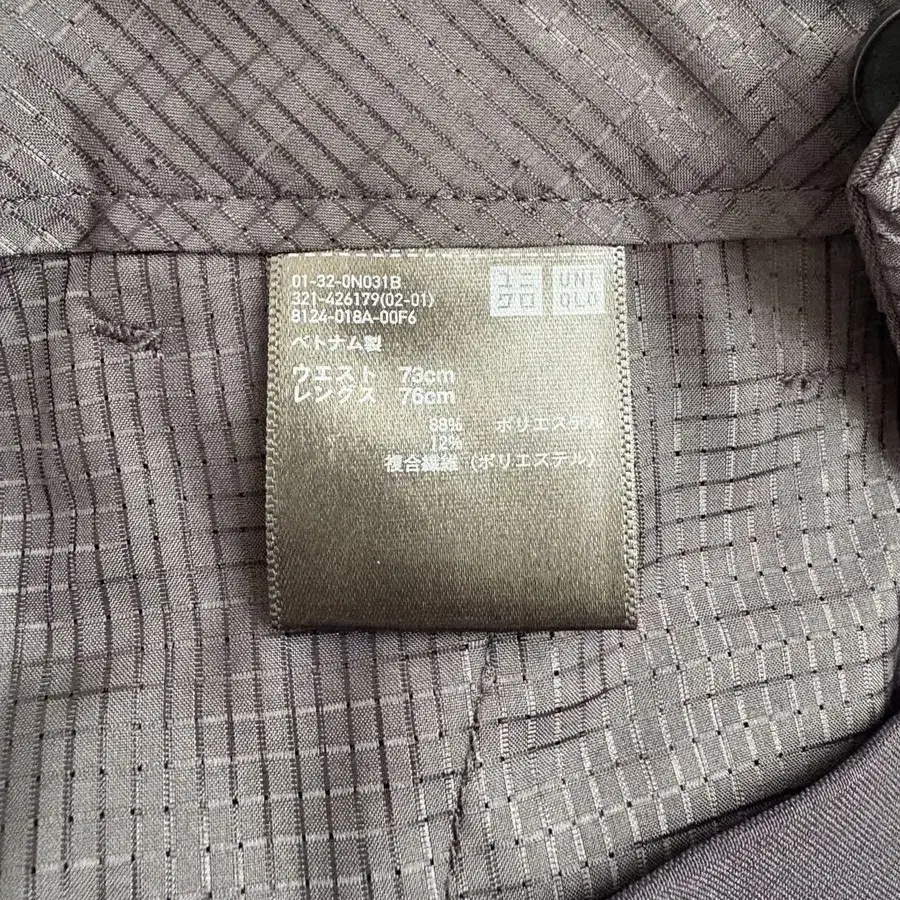 01-32-0N031B
321-426179(02-01)
8124-018A-00F6
ユニ
クロ
UNI
QLO
ベトナム製
ウエスト 73cm
レングス 76cm
88% ポリエステル
12%
複合繊維(ポリエステル)